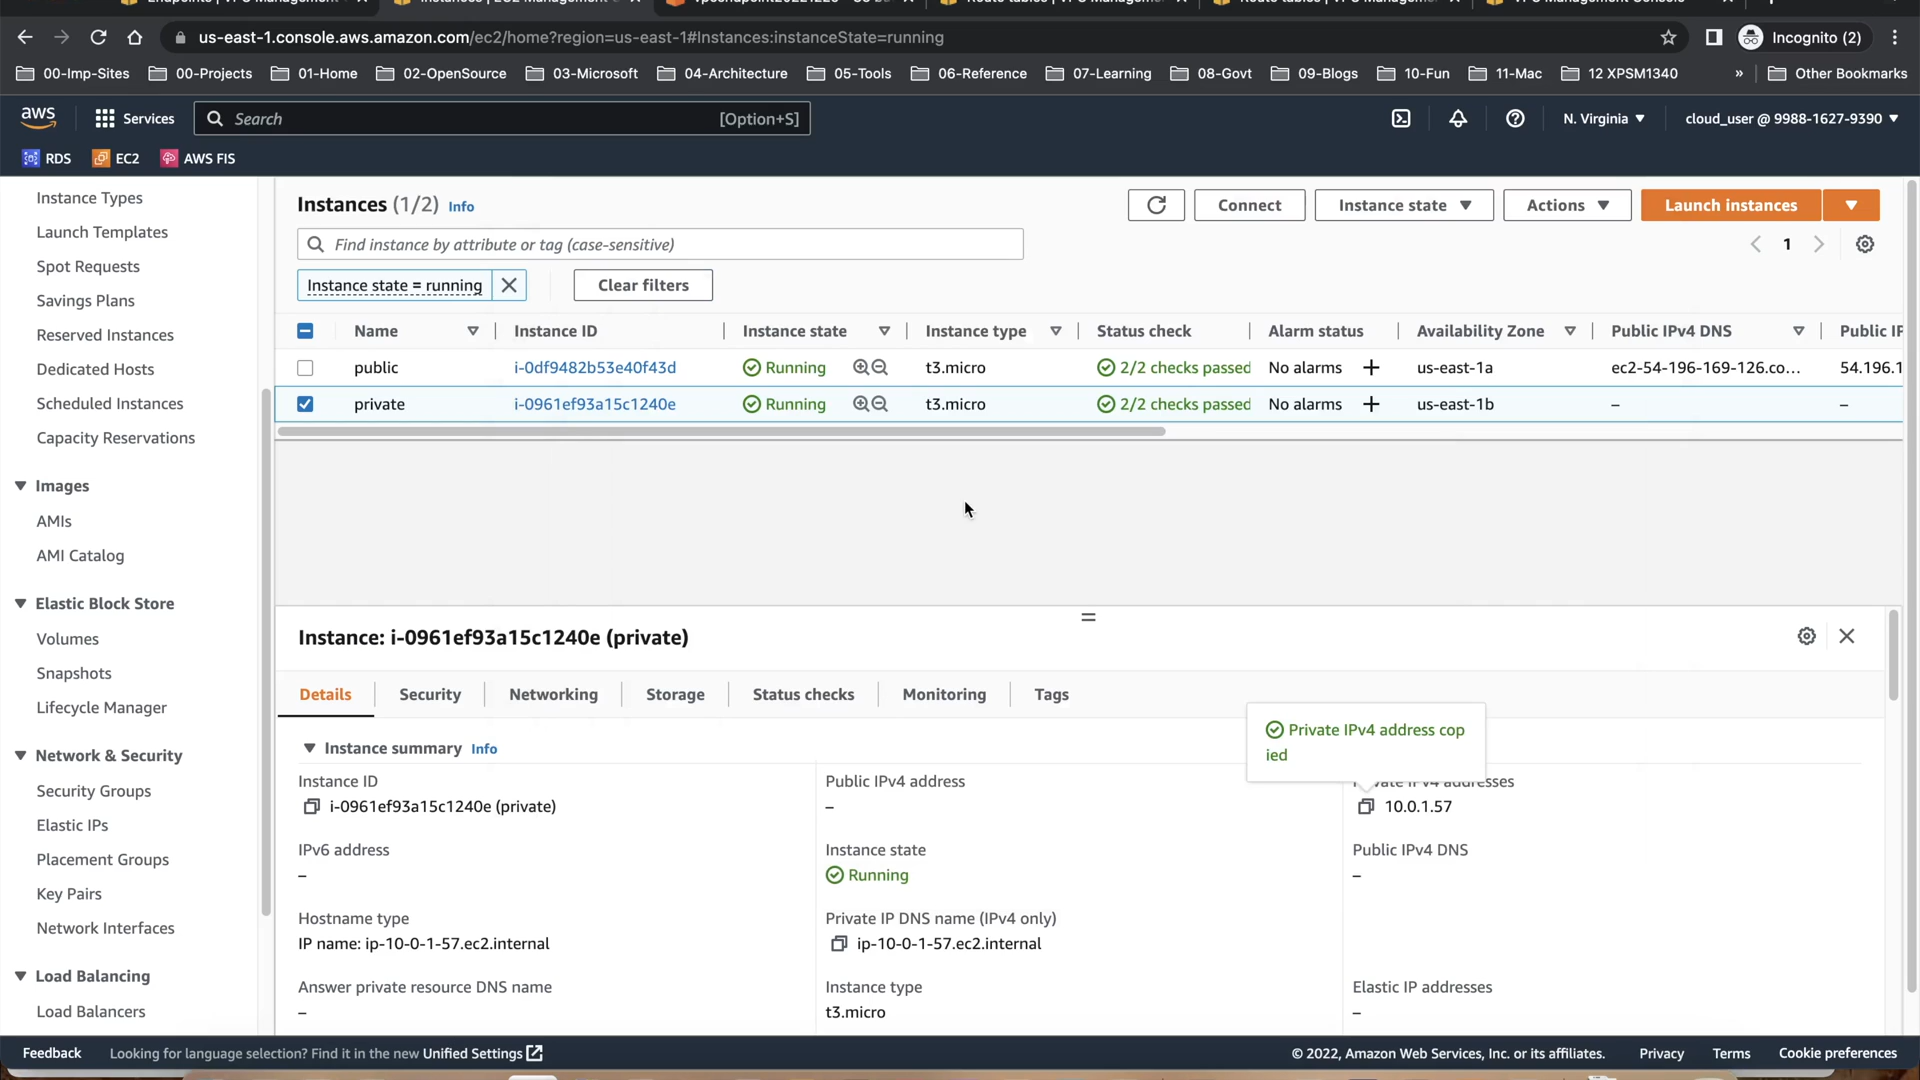 us-east-1.console.aws.amazon.com/ec2/home?region=us-east-1#Instances:instanceState=running
Incognito (2)
00-Imp-Sites
00-Projects
01-Home
02-OpenSource
03-Microsoft
04-Architecture
05-Tools
06-Reference
07-Learning
08-Govt
09-Blogs
10-Fun
11-Mac
12 XPSM1340
»
Other Bookmarks
aws
Services
Search
[Option+S]
N. Virginia
cloud_user @ 9988-1627-9390
RDS
EC2
AWS FIS
Instance Types
Launch Templates
Spot Requests
Savings Plans
Reserved Instances
Dedicated Hosts
Scheduled Instances
Capacity Reservations
Images
AMIs
AMI Catalog
Elastic Block Store
Volumes
Snapshots
Lifecycle Manager
Network & Security
Security Groups
Elastic IPs
Placement Groups
Key Pairs
Network Interfaces
Load Balancing
Load Balancers
Instances (1/2) Info
Connect
Instance state
Actions
Launch instances
Find instance by attribute or tag (case-sensitive)
1
Instance state = running
Clear filters
Name Instance ID Instance state Instance type Status check Alarm status Availability Zone Public IPv4 DNS Public IP
public i-0df9482b53e40f43d Running t3.micro 2/2 checks passed No alarms + us-east-1a ec2-54-196-169-126.co... 54.196.1
private i-0961ef93a15c1240e Running t3.micro 2/2 checks passed No alarms + us-east-1b – –
Instance: i-0961ef93a15c1240e (private)
Details
Security
Networking
Storage
Status checks
Monitoring
Tags
Private IPv4 address cop
ied
Instance summary Info
Instance ID
i-0961ef93a15c1240e (private)
Public IPv4 address
–
Private IPv4 addresses
10.0.1.57
IPv6 address
–
Instance state
Running
Public IPv4 DNS
–
Hostname type
IP name: ip-10-0-1-57.ec2.internal
Private IP DNS name (IPv4 only)
ip-10-0-1-57.ec2.internal
Answer private resource DNS name
–
Instance type
t3.micro
Elastic IP addresses
–
Feedback
Looking for language selection? Find it in the new Unified Settings
© 2022, Amazon Web Services, Inc. or its affiliates.
Privacy
Terms
Cookie preferences